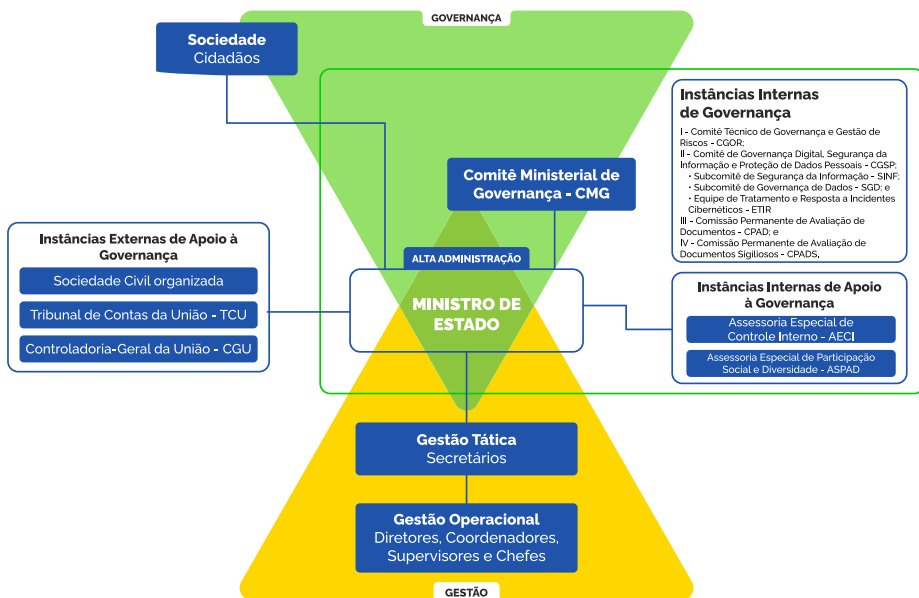 GOVERNANÇA
Sociedade
Cidadãos
Instâncias Internas
de Governança
I - Comitê Técnico de Governança e Gestão de
Riscos - CGOR;
II - Comitê de Governança Digital, Segurança da
Informação e Proteção de Dados Pessoais - CGSP;
• Subcomitê de Segurança da Informação - SINF;
• Subcomitê de Governança de Dados - SGD; e
• Equipe de Tratamento e Resposta a Incidentes
Cibernéticos - ETIR
III - Comissão Permanente de Avaliação de
Documentos - CPAD; e
IV - Comissão Permanente de Avaliação de
Documentos Sigiliosos - CPADS.
Comitê Ministerial de
Governança - CMG
Instâncias Externas de Apoio à
Governança
Sociedade Civil organizada
Tribunal de Contas da União - TCU
Controladoria-Geral da União - CGU
ALTA ADMINISTRAÇÃO
MINISTRO DE
ESTADO
Instâncias Internas de Apoio
à Governança
Assessoria Especial de
Controle Interno - AECI
Assessoria Especial de Participação
Social e Diversidade - ASPAD
Gestão Tática
Secretários
Gestão Operacional
Diretores, Coordenadores,
Supervisores e Chefes
GESTÃO